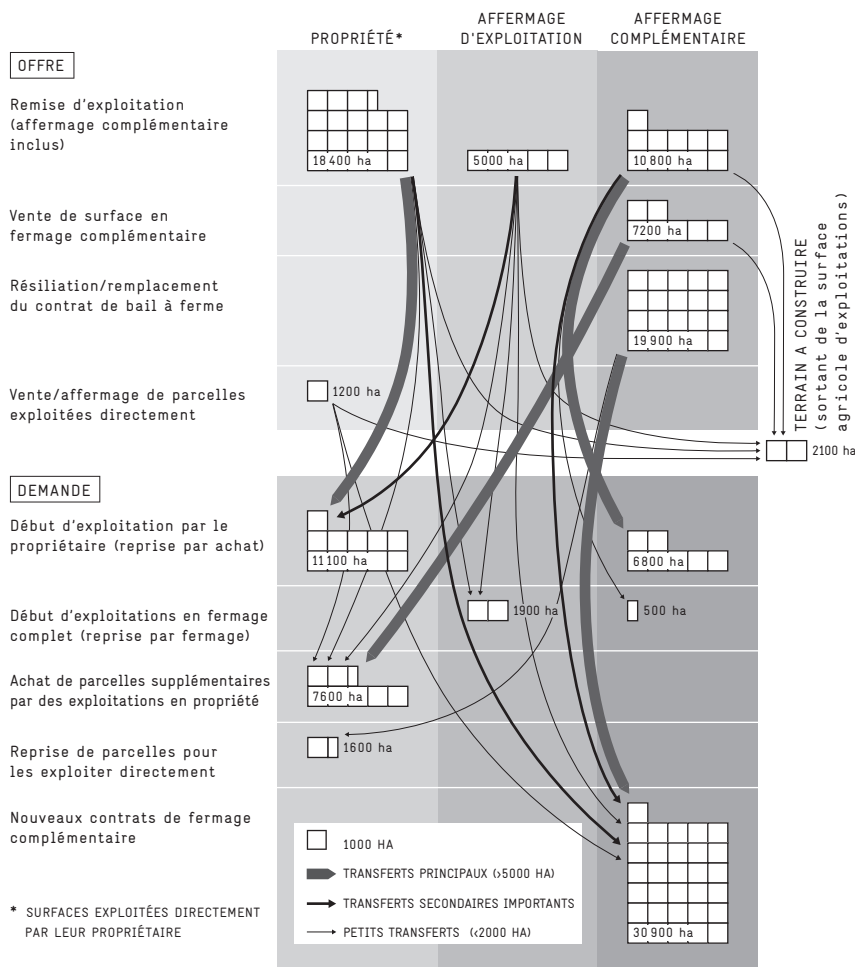 PROPRIÉTÉ*
AFFERMAGE
D'EXPLOITATION
AFFERMAGE
COMPLÉMENTAIRE
OFFRE
Remise d'exploitation
(affermage complémentaire
inclus)
18 400 ha
5000 ha
10 800 ha
Vente de surface en
fermage complémentaire
7200 ha
Résiliation/remplacement
du contrat de bail à ferme
19 900 ha
Vente/affermage de parcelles
exploitées directement
1200 ha
TERRAIN A CONSTRUIRE
(sortant de la surface
agricole d'exploitations)
2100 ha
DEMANDE
Début d'exploitation par le
propriétaire (reprise par achat)
11 100 ha
6800 ha
Début d'exploitations en fermage
complet (reprise par fermage)
1900 ha
500 ha
Achat de parcelles supplémentaires
par des exploitations en propriété
7600 ha
Reprise de parcelles pour
les exploiter directement
1600 ha
Nouveaux contrats de fermage
complémentaire
30 900 ha
1000 HA
TRANSFERTS PRINCIPAUX (>5000 HA)
TRANSFERTS SECONDAIRES IMPORTANTS
PETITS TRANSFERTS (<2000 HA)
* SURFACES EXPLOITÉES DIRECTEMENT
PAR LEUR PROPRIÉTAIRE